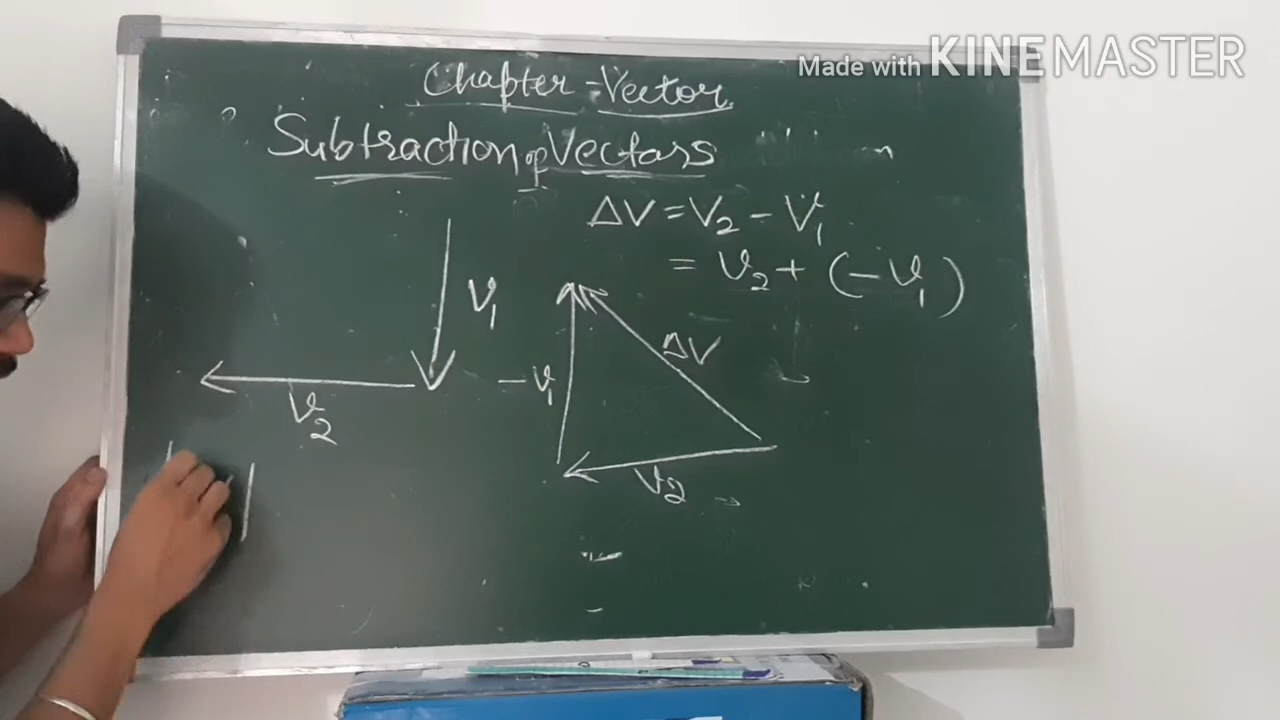 Made with KINEMASTER
Chapter - Vector
Subtraction of Vectors
ΔV = V2 - V1
= V2 + (-V1)
V1
ΔV
-V1
V2
V2